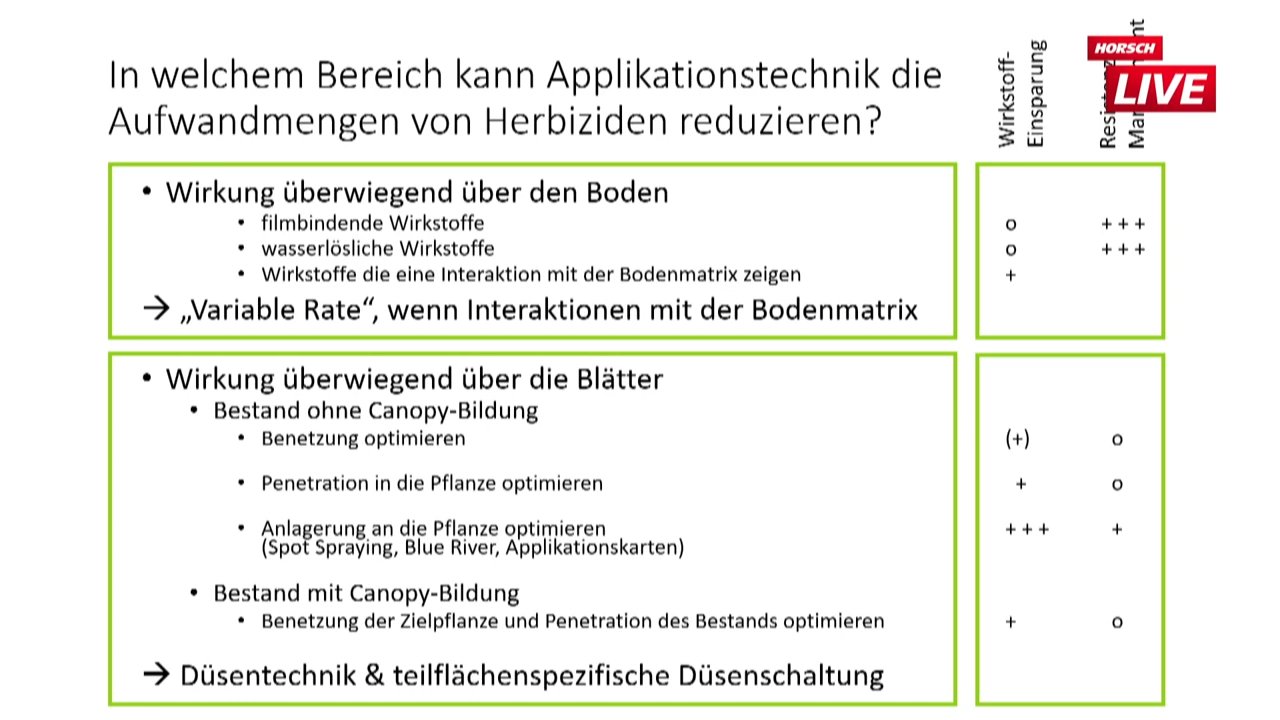 In welchem Bereich kann Applikationstechnik die
Aufwandmengen von Herbiziden reduzieren?
Wirkstoff-
Einsparung
HORSCH
LIVE
• Wirkung überwiegend über den Boden
• filmbindende Wirkstoffe o +++
• wasserlösliche Wirkstoffe o +++
• Wirkstoffe die eine Interaktion mit der Bodenmatrix zeigen +
→ „Variable Rate“, wenn Interaktionen mit der Bodenmatrix
• Wirkung überwiegend über die Blätter
• Bestand ohne Canopy-Bildung
• Benetzung optimieren (+) o
• Penetration in die Pflanze optimieren + o
• Anlagerung an die Pflanze optimieren +++ +
(Spot Spraying, Blue River, Applikationskarten)
• Bestand mit Canopy-Bildung
• Benetzung der Zielpflanze und Penetration des Bestands optimieren + o
→ Düsentechnik & teilflächenspezifische Düsenschaltung